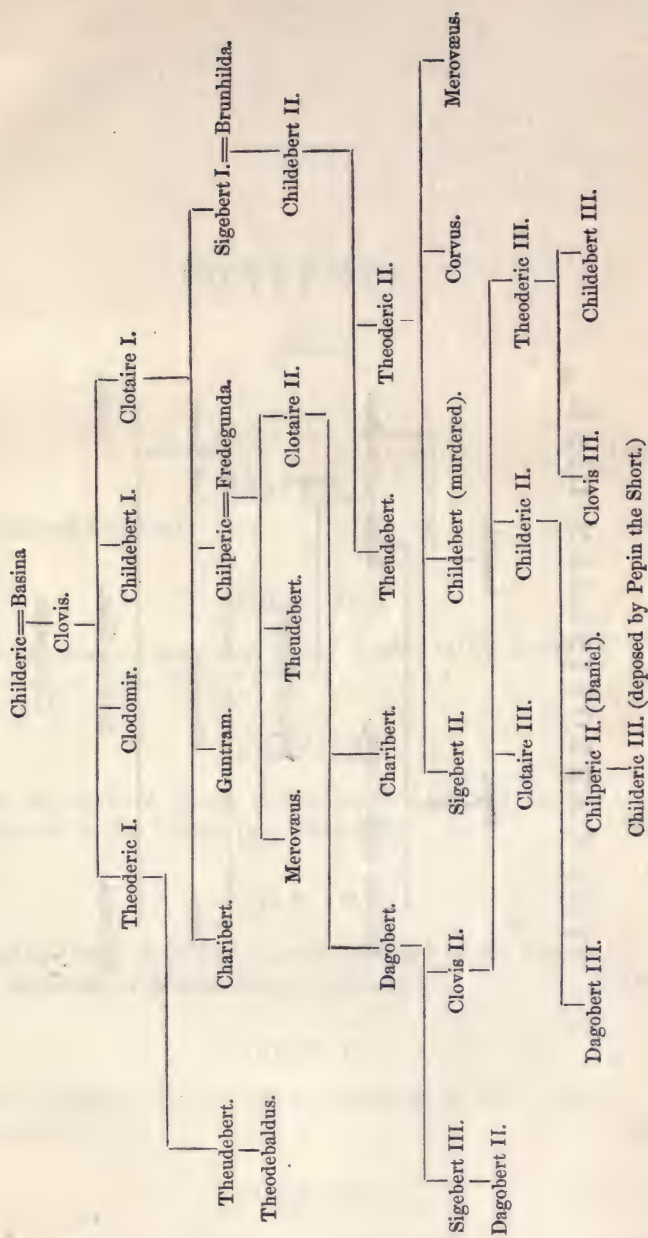 Childeric══Basina
Clovis.
Theoderic I. Clodomir. Childebert I. Clotaire I.
Theudebert. Charibert. Guntram. Chilperic══Fredegunda. Sigebert I.══Brunhilda.
Theodebaldus. Merovæus. Theudebert. Clotaire II. Childebert II.
Dagobert. Charibert. Theudebert. Theoderic II.
Sigebert III. Clovis II. Sigebert II. Childebert (murdered). Corvus. Merovæus.
Dagobert II. Clotaire III. Childeric II. Theoderic III.
Dagobert III. Chilperic II. (Daniel). Clovis III. Childebert III.
Childeric III. (deposed by Pepin the Short.)